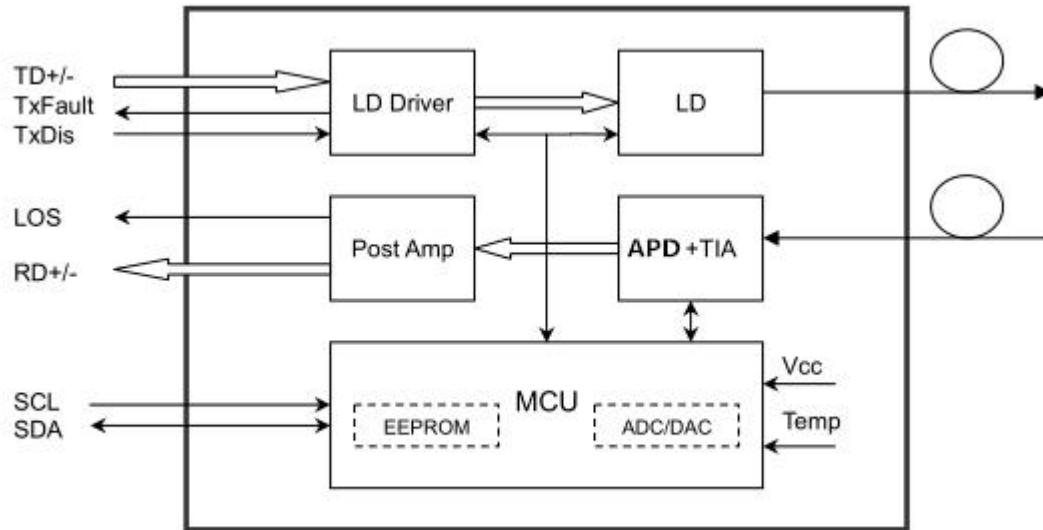 TD+/-
TxFault
TxDis
LD Driver
LD
LOS
RD+/-
Post Amp
APD +TIA
SCL
SDA
MCU
EEPROM
ADC/DAC
Vcc
Temp